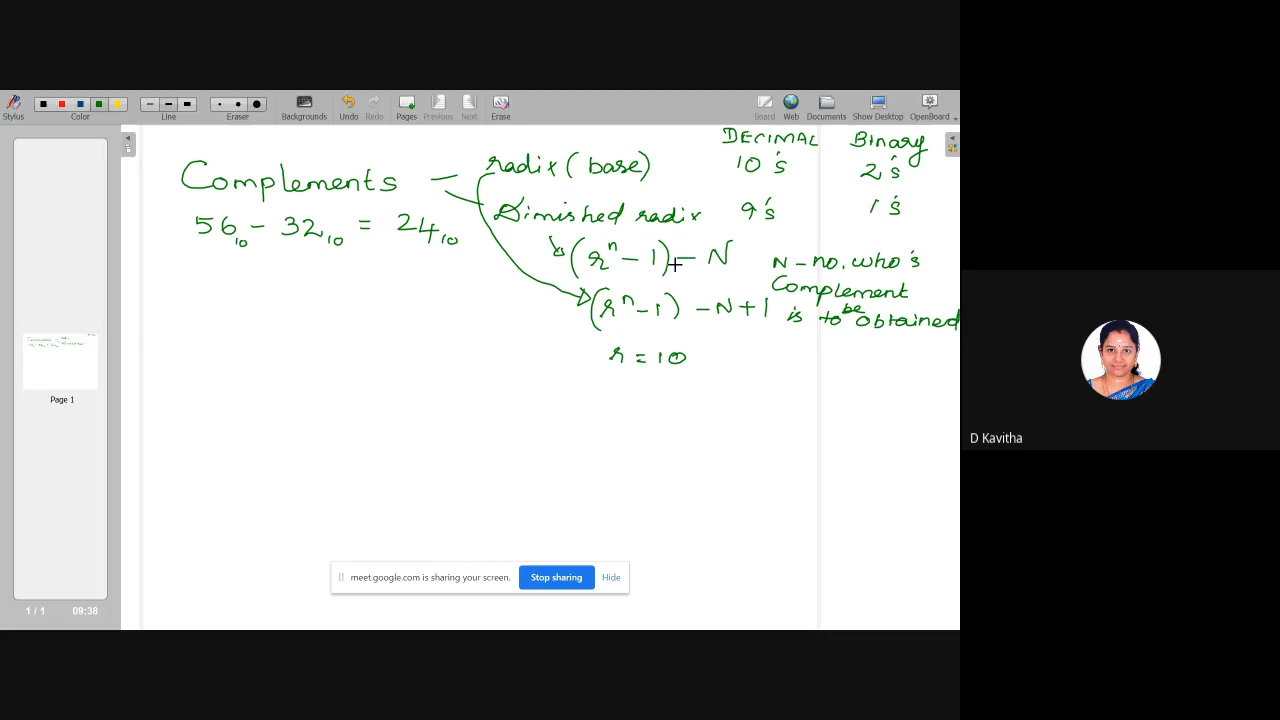 Stylus
Color
Line
Eraser
Backgrounds
Undo
Redo
Pages
Previous
Next
Erase
Board
Web
Documents
Show Desktop
OpenBoard
DECIMAL Binary
Complements — radix (base) 10's 2's
Diminished radix 9's 1's
56₁₀ - 32₁₀ = 24₁₀
(rⁿ - 1) - N
N - no. who's
Complement
is to be obtained
(rⁿ - 1) - N + 1
r = 10
Page 1
meet.google.com is sharing your screen.
Stop sharing
Hide
1 / 1
09:38
D Kavitha